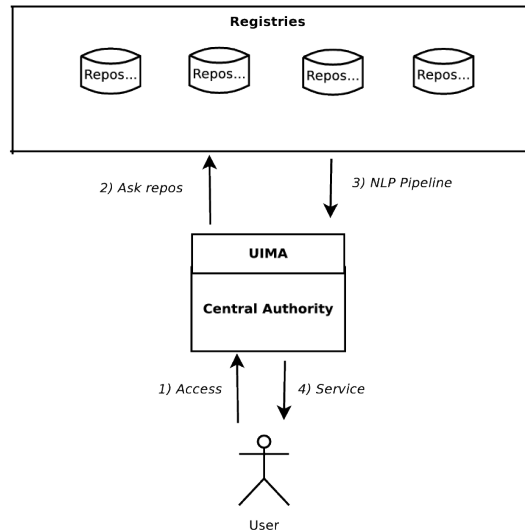 Registries
Repos... Repos... Repos... Repos...
2) Ask repos
3) NLP Pipeline
UIMA
Central Authority
1) Access
4) Service
User